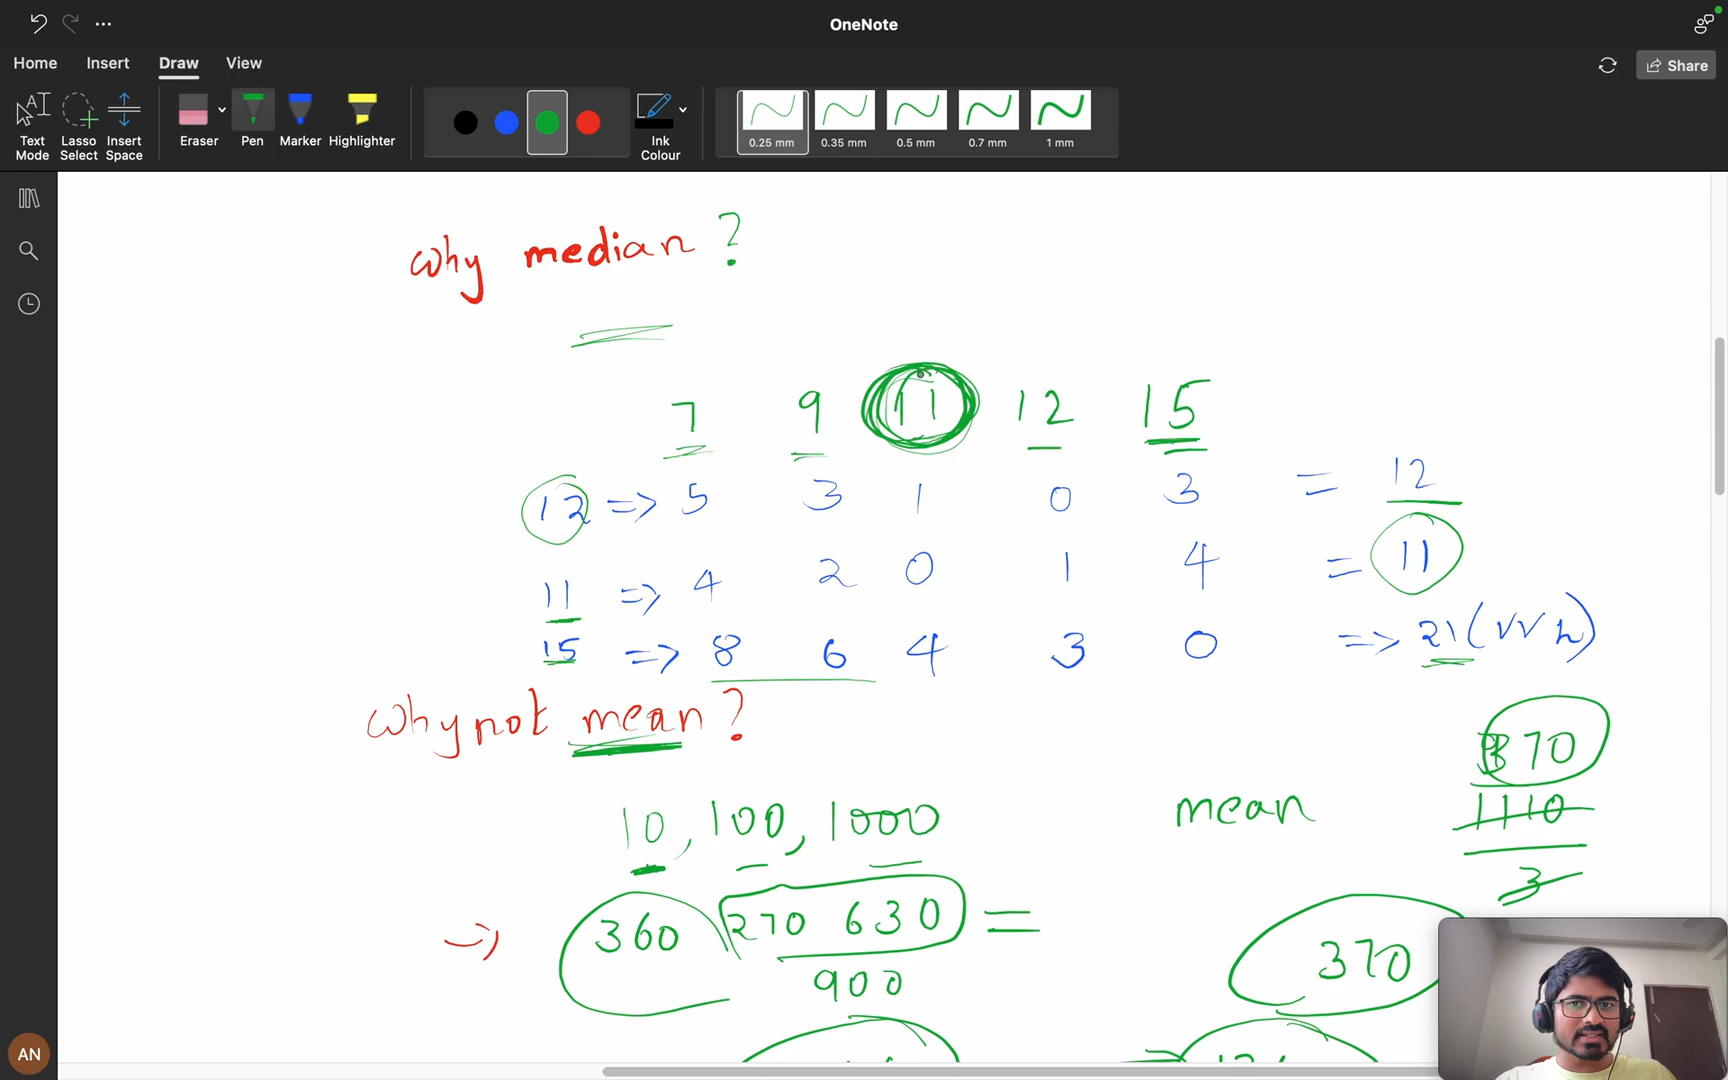 OneNote
Home Insert Draw View
Share
Text Mode
Lasso Select
Insert Space
Eraser
Pen
Marker
Highlighter
Ink Colour
0.25 mm
0.35 mm
0.5 mm
0.7 mm
1 mm
why median ?
7 9 11 12 15
12 => 5 3 1 0 3 = 12
11 => 4 2 0 1 4 = 11
15 => 8 6 4 3 0 => 21 (VV h)
why not mean ?
370
10, 100, 1000 mean 1110
3
360 270 630 = 370
900
AN